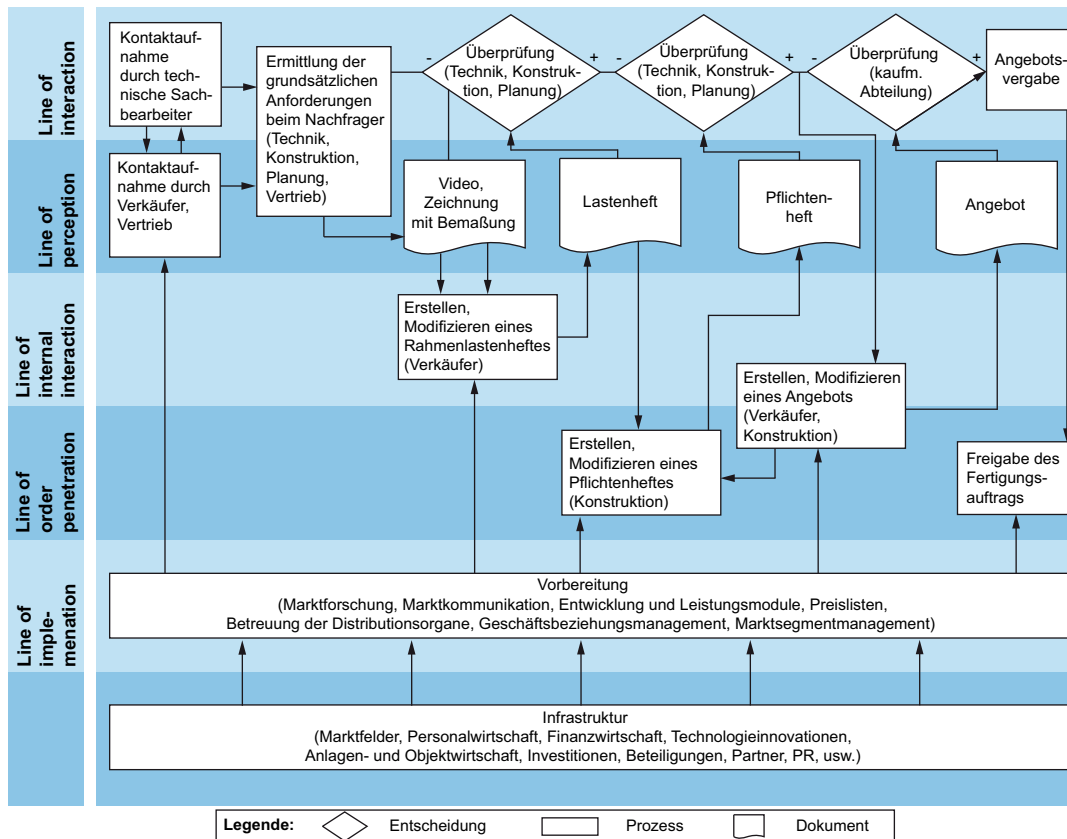 Line of
interaction
Kontaktauf-
nahme
durch tech-
nische Sach-
bearbeiter
Ermittlung der
grundsätzlichen
Anforderungen
beim Nachfrager
(Technik,
Konstruktion,
Planung,
Vertrieb)
-
Überprüfung
(Technik, Konstruk-
tion, Planung)
+
-
Überprüfung
(Technik, Konstruk-
tion, Planung)
+
-
Überprüfung
(kaufm.
Abteilung)
+
Angebots-
vergabe
Line of
perception
Kontaktauf-
nahme durch
Verkäufer,
Vertrieb
Video,
Zeichnung
mit Bemaßung
Lastenheft
Pflichten-
heft
Angebot
Line of
internal
interaction
Erstellen,
Modifizieren eines
Rahmenlastenheftes
(Verkäufer)
Erstellen, Modifizieren
eines Angebots
(Verkäufer,
Konstruktion)
Line of
order
penetration
Erstellen,
Modifizieren eines
Pflichtenheftes
(Konstruktion)
Freigabe des
Fertigungs-
auftrags
Line of
imple-
menation
Vorbereitung
(Marktforschung, Marktkommunikation, Entwicklung und Leistungsmodule, Preislisten,
Betreuung der Distributionsorgane, Geschäftsbeziehungsmanagement, Marktsegmentmanagement)
Infrastruktur
(Marktfelder, Personalwirtschaft, Finanzwirtschaft, Technologieinnovationen,
Anlagen- und Objektwirtschaft, Investitionen, Beteiligungen, Partner, PR, usw.)
Legende: Entscheidung Prozess Dokument